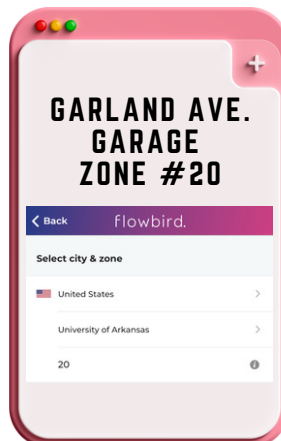 GARLAND AVE.
GARAGE
ZONE #20
Back flowbird.
Select city & zone
United States
University of Arkansas
20